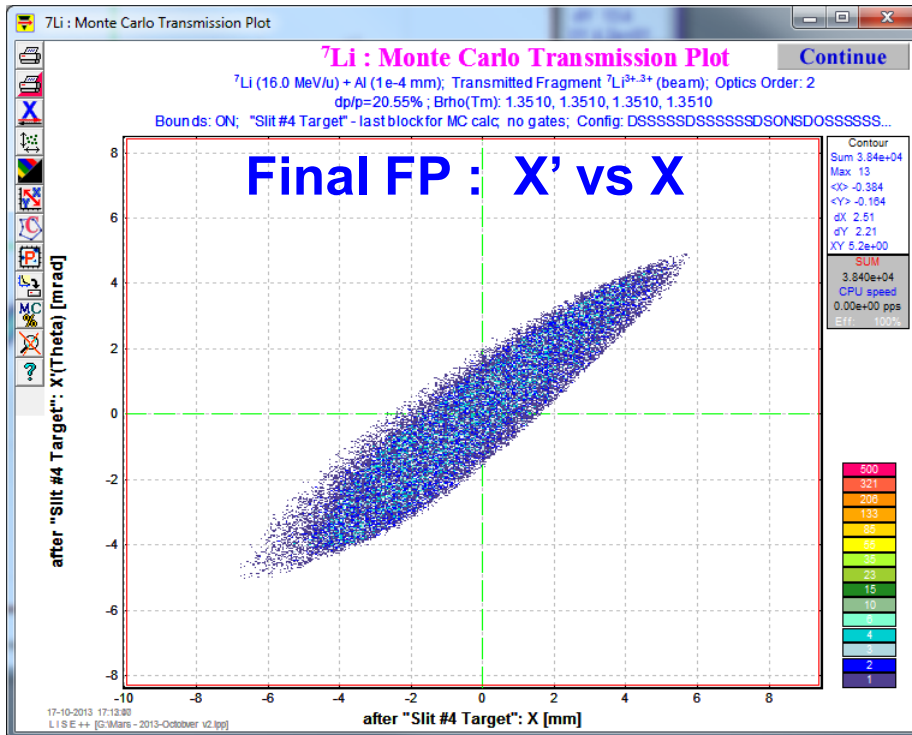 7Li : Monte Carlo Transmission Plot
⁷Li : Monte Carlo Transmission Plot
Continue
⁷Li (16.0 MeV/u) + Al (1e-4 mm); Transmitted Fragment ⁷Li³⁺·³⁺ (beam); Optics Order: 2
dp/p=20.55% ; Brho(Tm): 1.3510, 1.3510, 1.3510, 1.3510
Bounds: ON; "Slit #4 Target" - last block for MC calc; no gates; Config: DSSSSSDSSSSSSDSONSDOSSSSSS...
Final FP : X' vs X
Contour
Sum 3.84e+04
Max 13
<X> -0.384
<Y> -0.164
dX 2.51
dY 2.21
XY 5.2e+00
SUM
3.840e+04
CPU speed
0.00e+00 pps
Eff: 100%
X
P
MC
%
?
after "Slit #4 Target": X'(Theta) [mrad]
8
6
4
2
0
-2
-4
-6
-8
-10
-8
-6
-4
-2
0
2
4
6
8
after "Slit #4 Target": X [mm]
500
321
206
133
23
15
10
4
3
2
1
17-10-2013
L I S E ++ [G:\Mars - 2013-Octobver v2.lpp]